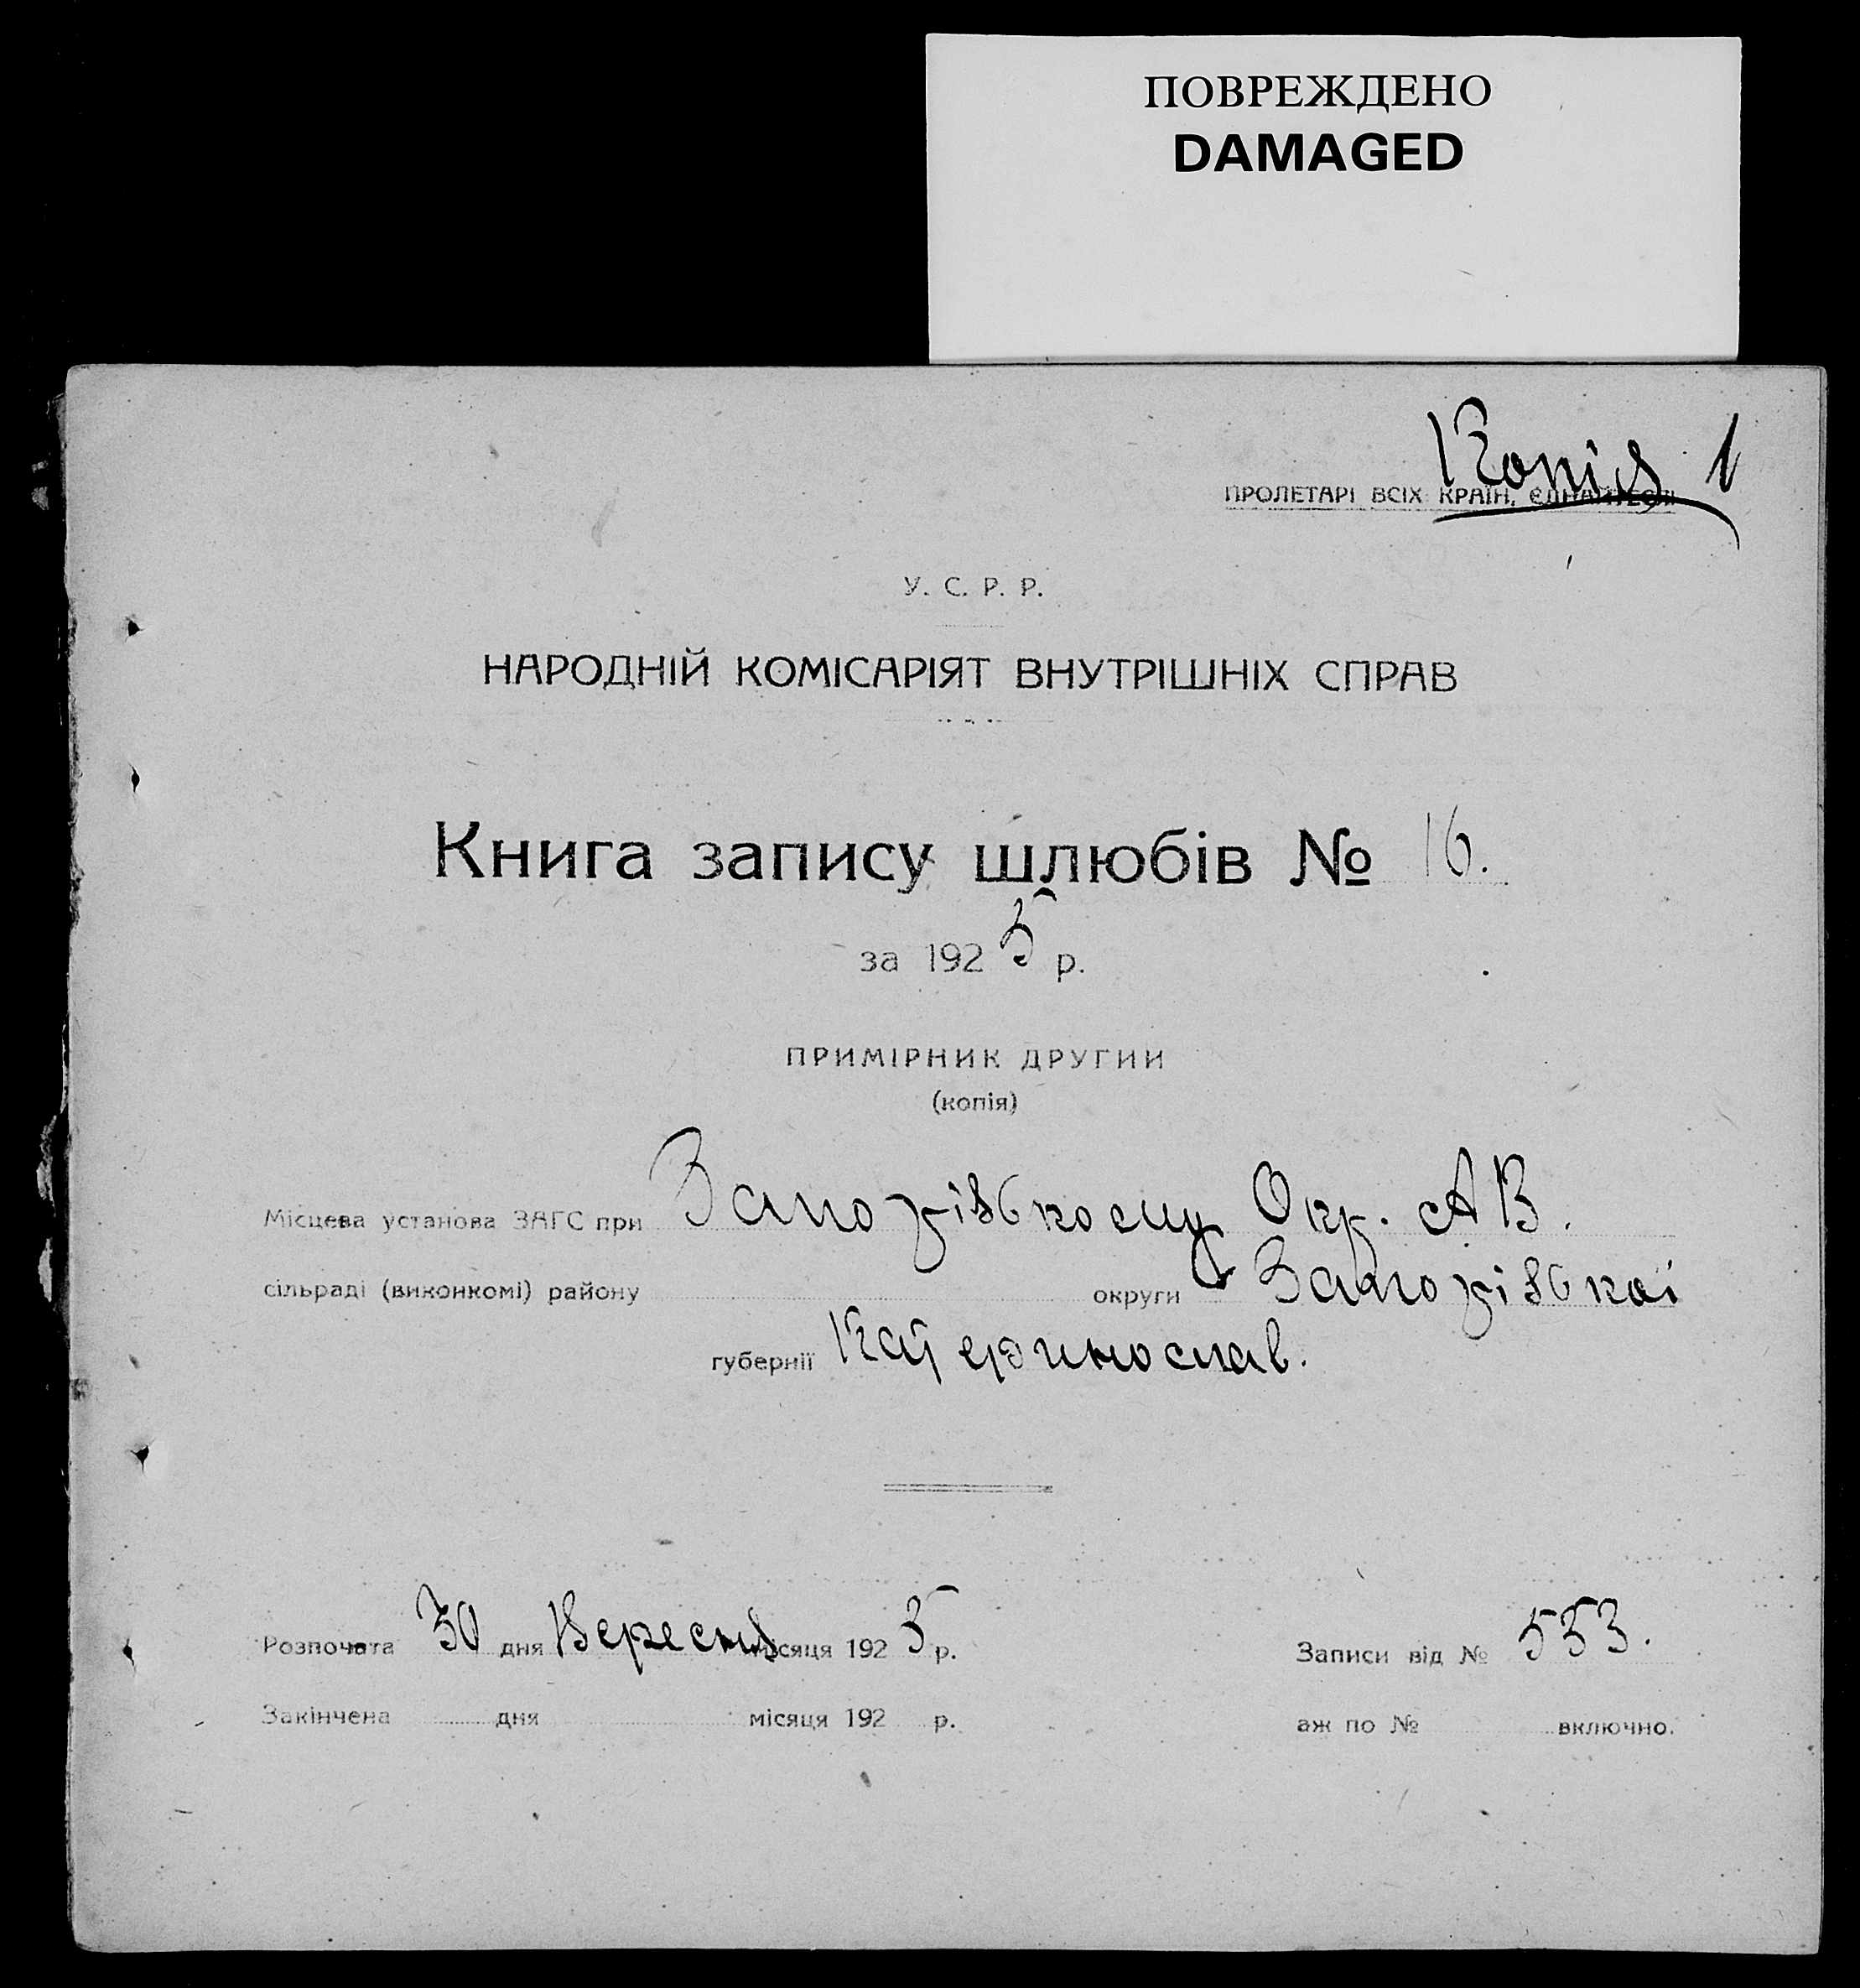 ПОВРЕЖДЕНО
DAMAGED
Копія 1
ПРОЛЕТАРІ ВСІХ КРАЇН, ЄДНАЙТЕСЯ!
У. С. Р. Р.
НАРОДНІЙ КОМІСАРІЯТ ВНУТРІШНІХ СПРАВ
Книга запису шлюбів № 16.
за 1925 р.
ПРИМІРНИК ДРУГИЙ
(копія)
Місцева установа ЗАГС при Запорізькому Окр. АВ.
сільраді (виконкомі) району округи Запорізької
губернії Катеринослав.
Розпочата 30 дня Вересня місяця 1925 р. Записи від № 553.
Закінчена дня місяця 192 р. аж по № включно.